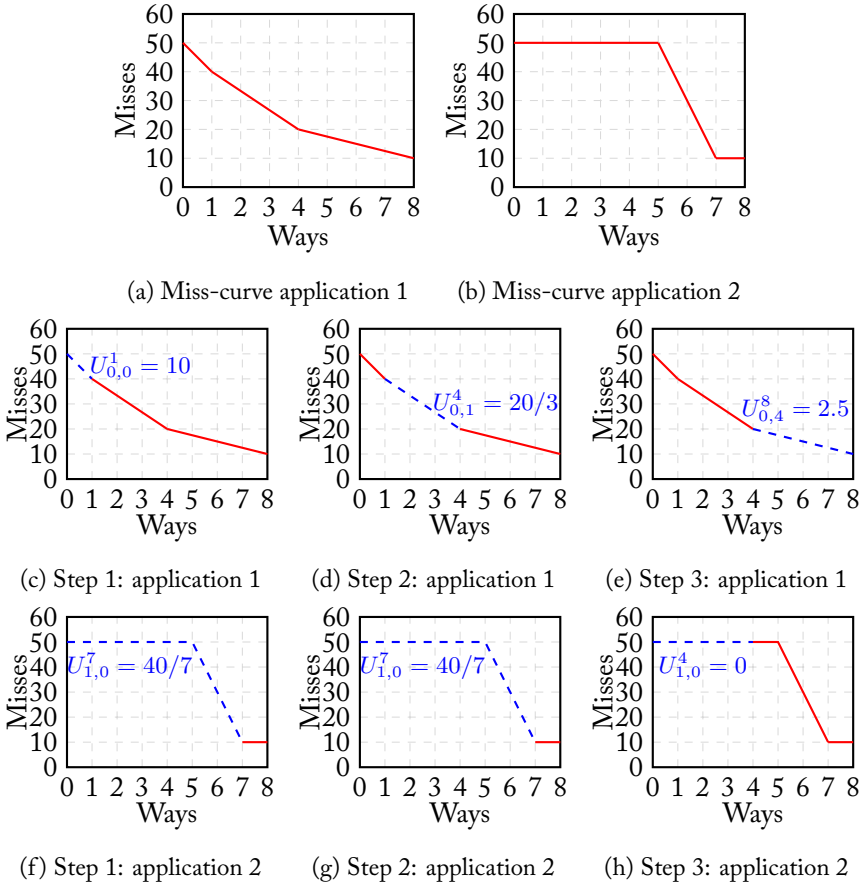 60
50
40
30
20
10
0
Misses
0 1 2 3 4 5 6 7 8
Ways
(a) Miss-curve application 1
60
50
40
30
20
10
0
Misses
0 1 2 3 4 5 6 7 8
Ways
(b) Miss-curve application 2
60
50
40
30
20
10
0
Misses
U^1_{0,0} = 10
0 1 2 3 4 5 6 7 8
Ways
(c) Step 1: application 1
60
50
40
30
20
10
0
Misses
U^4_{0,1} = 20/3
0 1 2 3 4 5 6 7 8
Ways
(d) Step 2: application 1
60
50
40
30
20
10
0
Misses
U^8_{0,4} = 2.5
0 1 2 3 4 5 6 7 8
Ways
(e) Step 3: application 1
60
50
40
30
20
10
0
Misses
U^7_{1,0} = 40/7
0 1 2 3 4 5 6 7 8
Ways
(f) Step 1: application 2
60
50
40
30
20
10
0
Misses
U^7_{1,0} = 40/7
0 1 2 3 4 5 6 7 8
Ways
(g) Step 2: application 2
60
50
40
30
20
10
0
Misses
U^4_{1,0} = 0
0 1 2 3 4 5 6 7 8
Ways
(h) Step 3: application 2